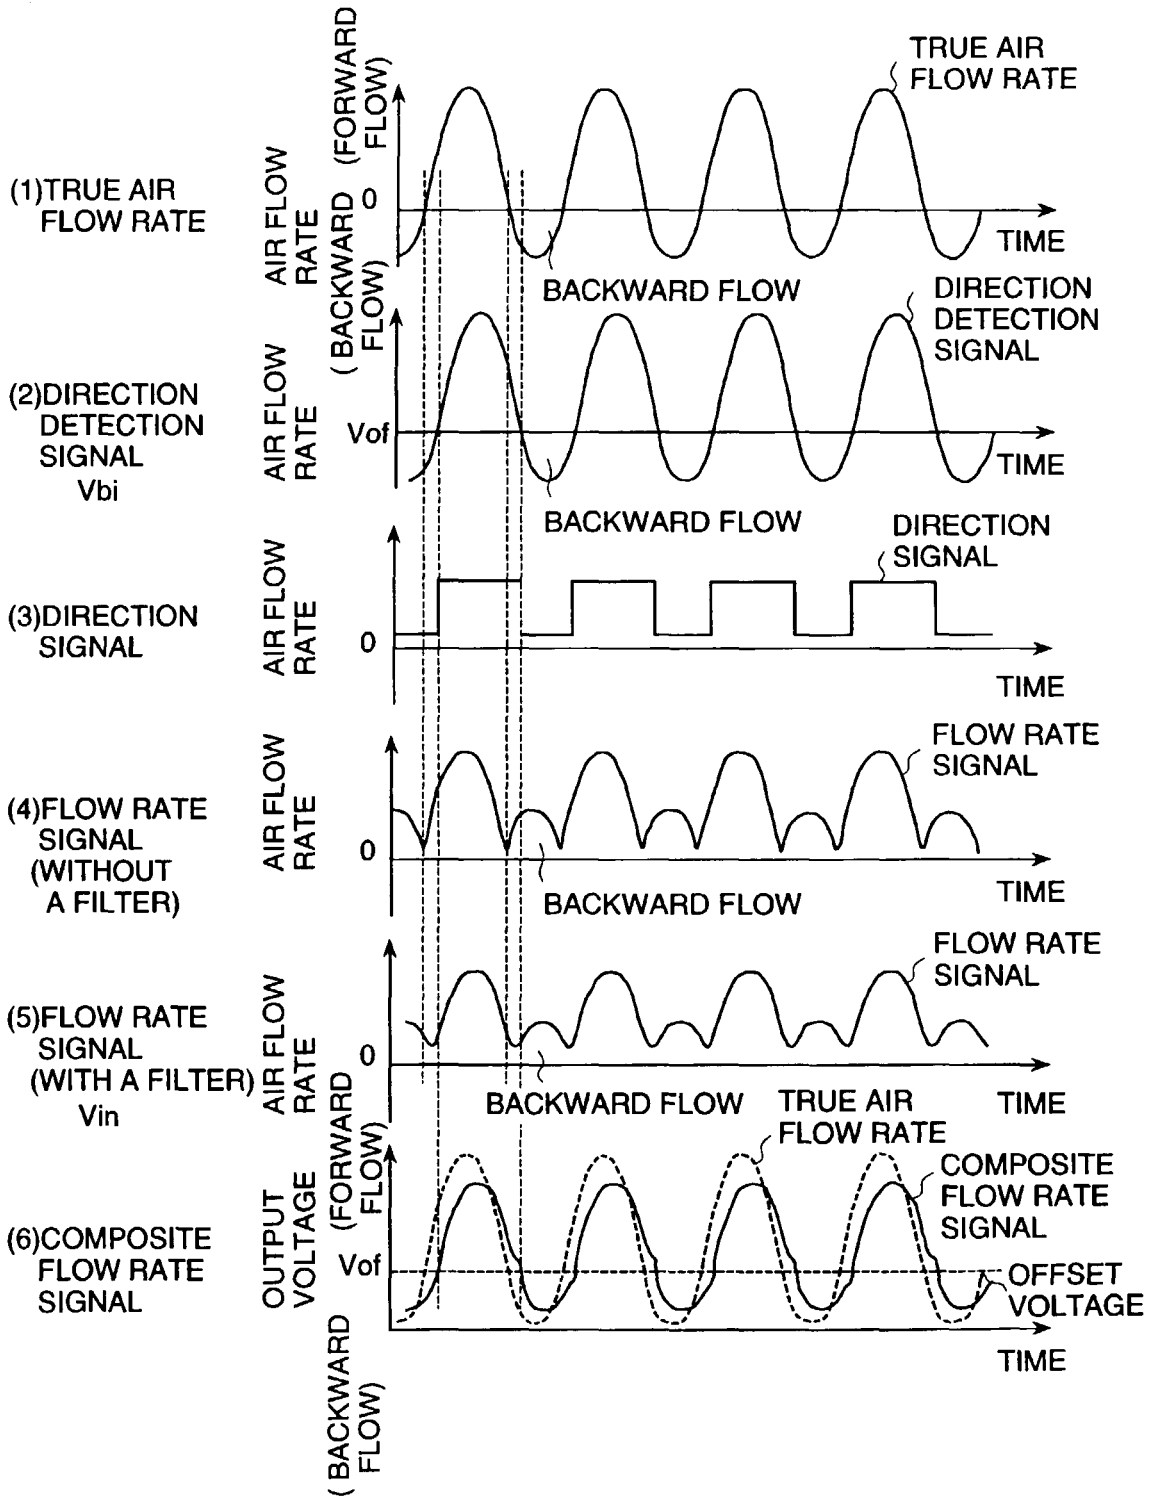 (1)TRUE AIR
FLOW RATE
AIR FLOW
RATE
(FORWARD
FLOW)
(BACKWARD
FLOW)
0
TRUE AIR
FLOW RATE
TIME
BACKWARD FLOW
(2)DIRECTION
DETECTION
SIGNAL
Vbi
AIR FLOW
RATE
Vof
DIRECTION
DETECTION
SIGNAL
TIME
BACKWARD FLOW
(3)DIRECTION
SIGNAL
AIR FLOW
RATE
0
DIRECTION
SIGNAL
TIME
(4)FLOW RATE
SIGNAL
(WITHOUT
A FILTER)
AIR FLOW
RATE
0
FLOW RATE
SIGNAL
TIME
BACKWARD FLOW
(5)FLOW RATE
SIGNAL
(WITH A FILTER)
Vin
AIR FLOW
RATE
0
FLOW RATE
SIGNAL
TIME
BACKWARD FLOW
(6)COMPOSITE
FLOW RATE
SIGNAL
OUTPUT
VOLTAGE
(FORWARD
FLOW)
(BACKWARD
FLOW)
Vof
TRUE AIR
FLOW RATE
COMPOSITE
FLOW RATE
SIGNAL
OFFSET
VOLTAGE
TIME